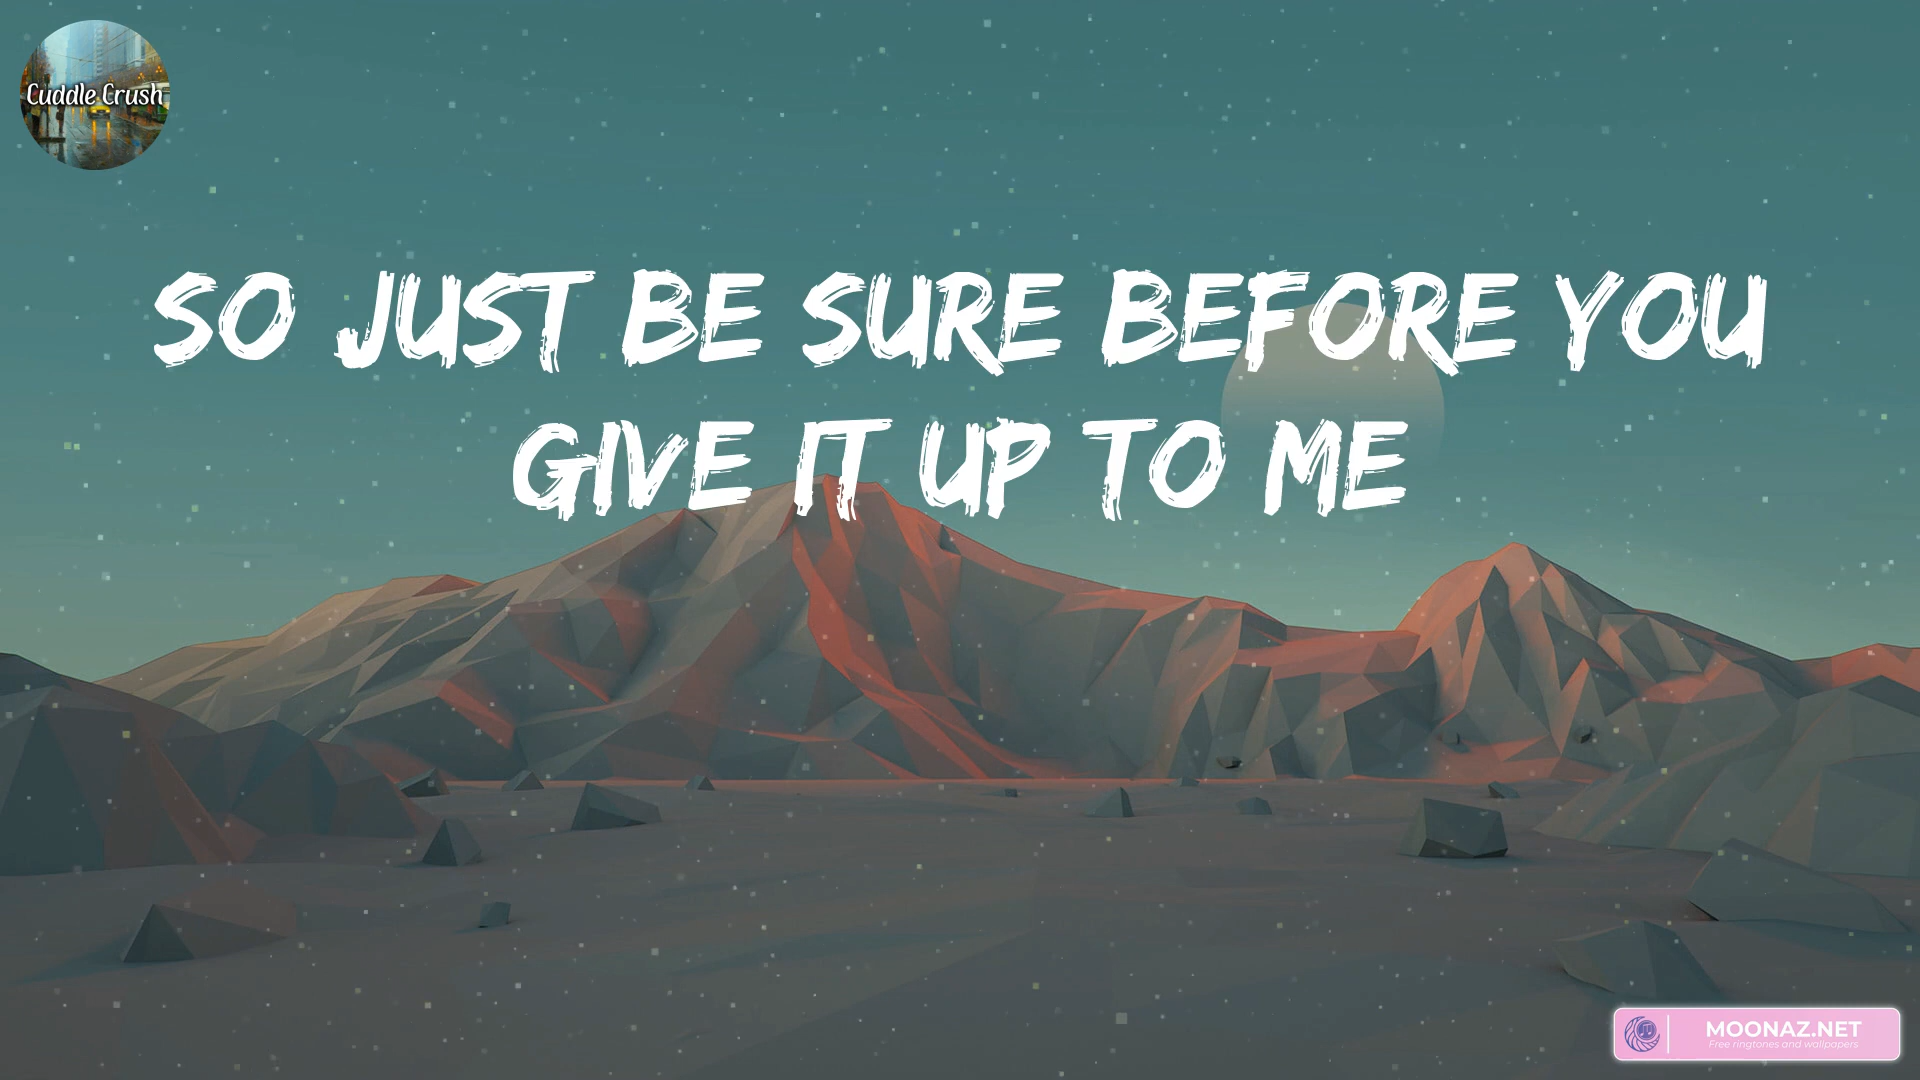 Cuddle Crush
SO JUST BE SURE BEFORE YOU
GIVE IT UP TO ME
MOONAZ.NET
Free ringtones and wallpapers